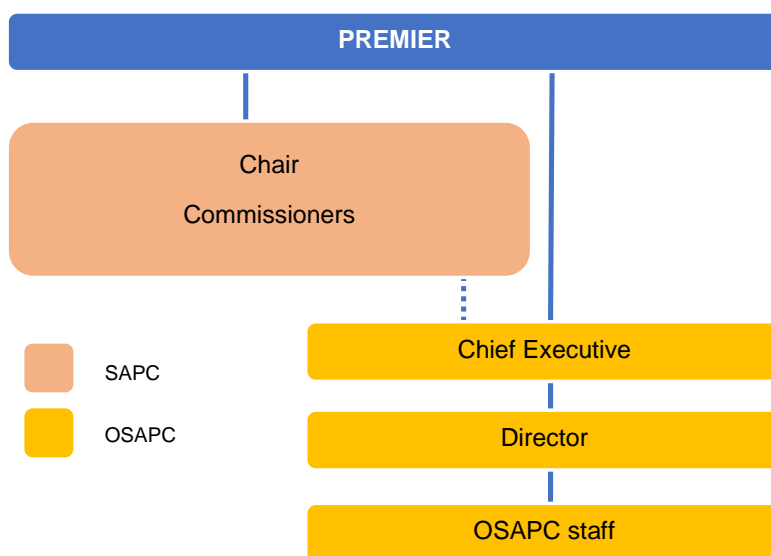 PREMIER
Chair
Commissioners
Chief Executive
SAPC
Director
OSAPC
OSAPC staff